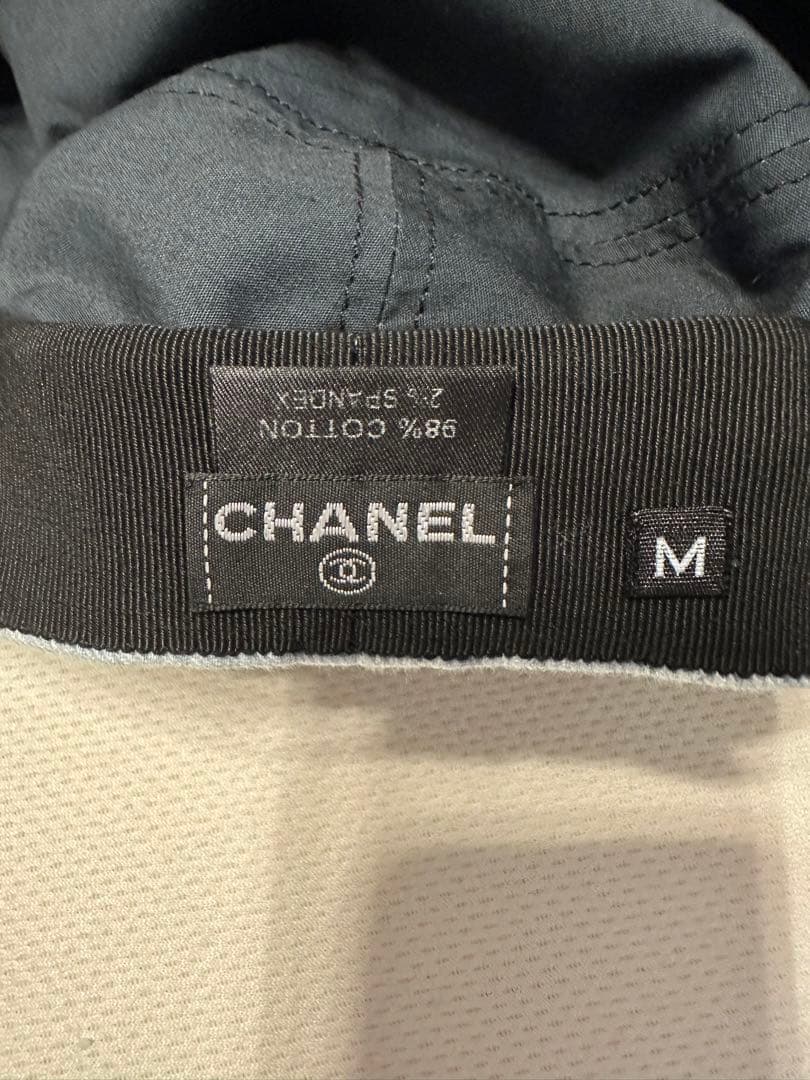 98% COTTON
2% SPANDEX
CHANEL
M